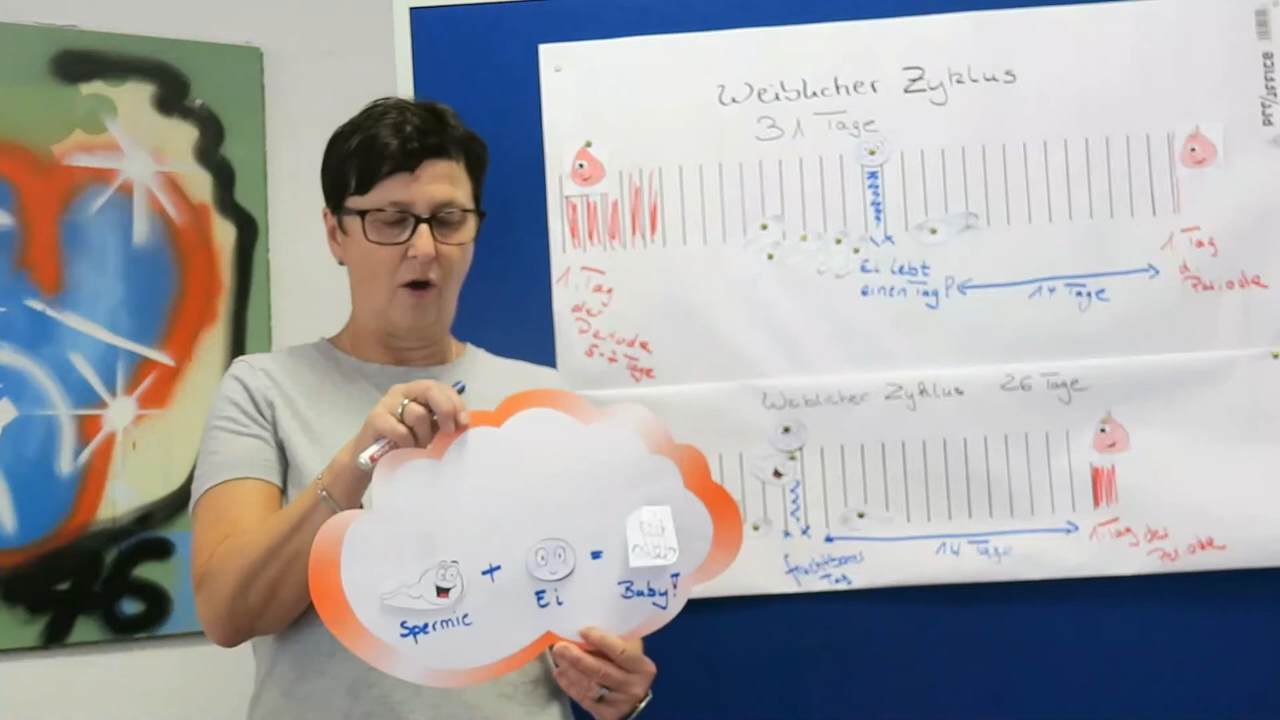 Weiblicher Zyklus
31 Tage
1. Tag
der
Periode
5-7 Tage
Ei lebt
einen Tag
14 Tage
1. Tag
d.
Periode
Weiblicher Zyklus 26 Tage
fruchtbarer
Tag
14 Tage
1. Tag der
Periode
+ =
Spermie
Ei
Baby!
46